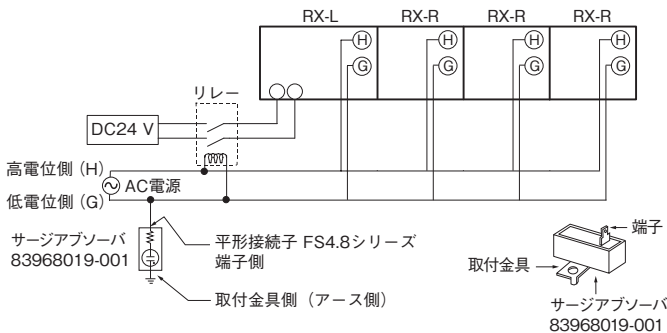 RX-L
RX-R
RX-R
RX-R
H
H
H
H
G
G
G
G
リレー
DC24 V
高電位側 (H)
AC電源
低電位側 (G)
サージアブソーバ
83968019-001
平形接続子 FS4.8シリーズ
端子側
取付金具側（アース側）
端子
取付金具
サージアブソーバ
83968019-001